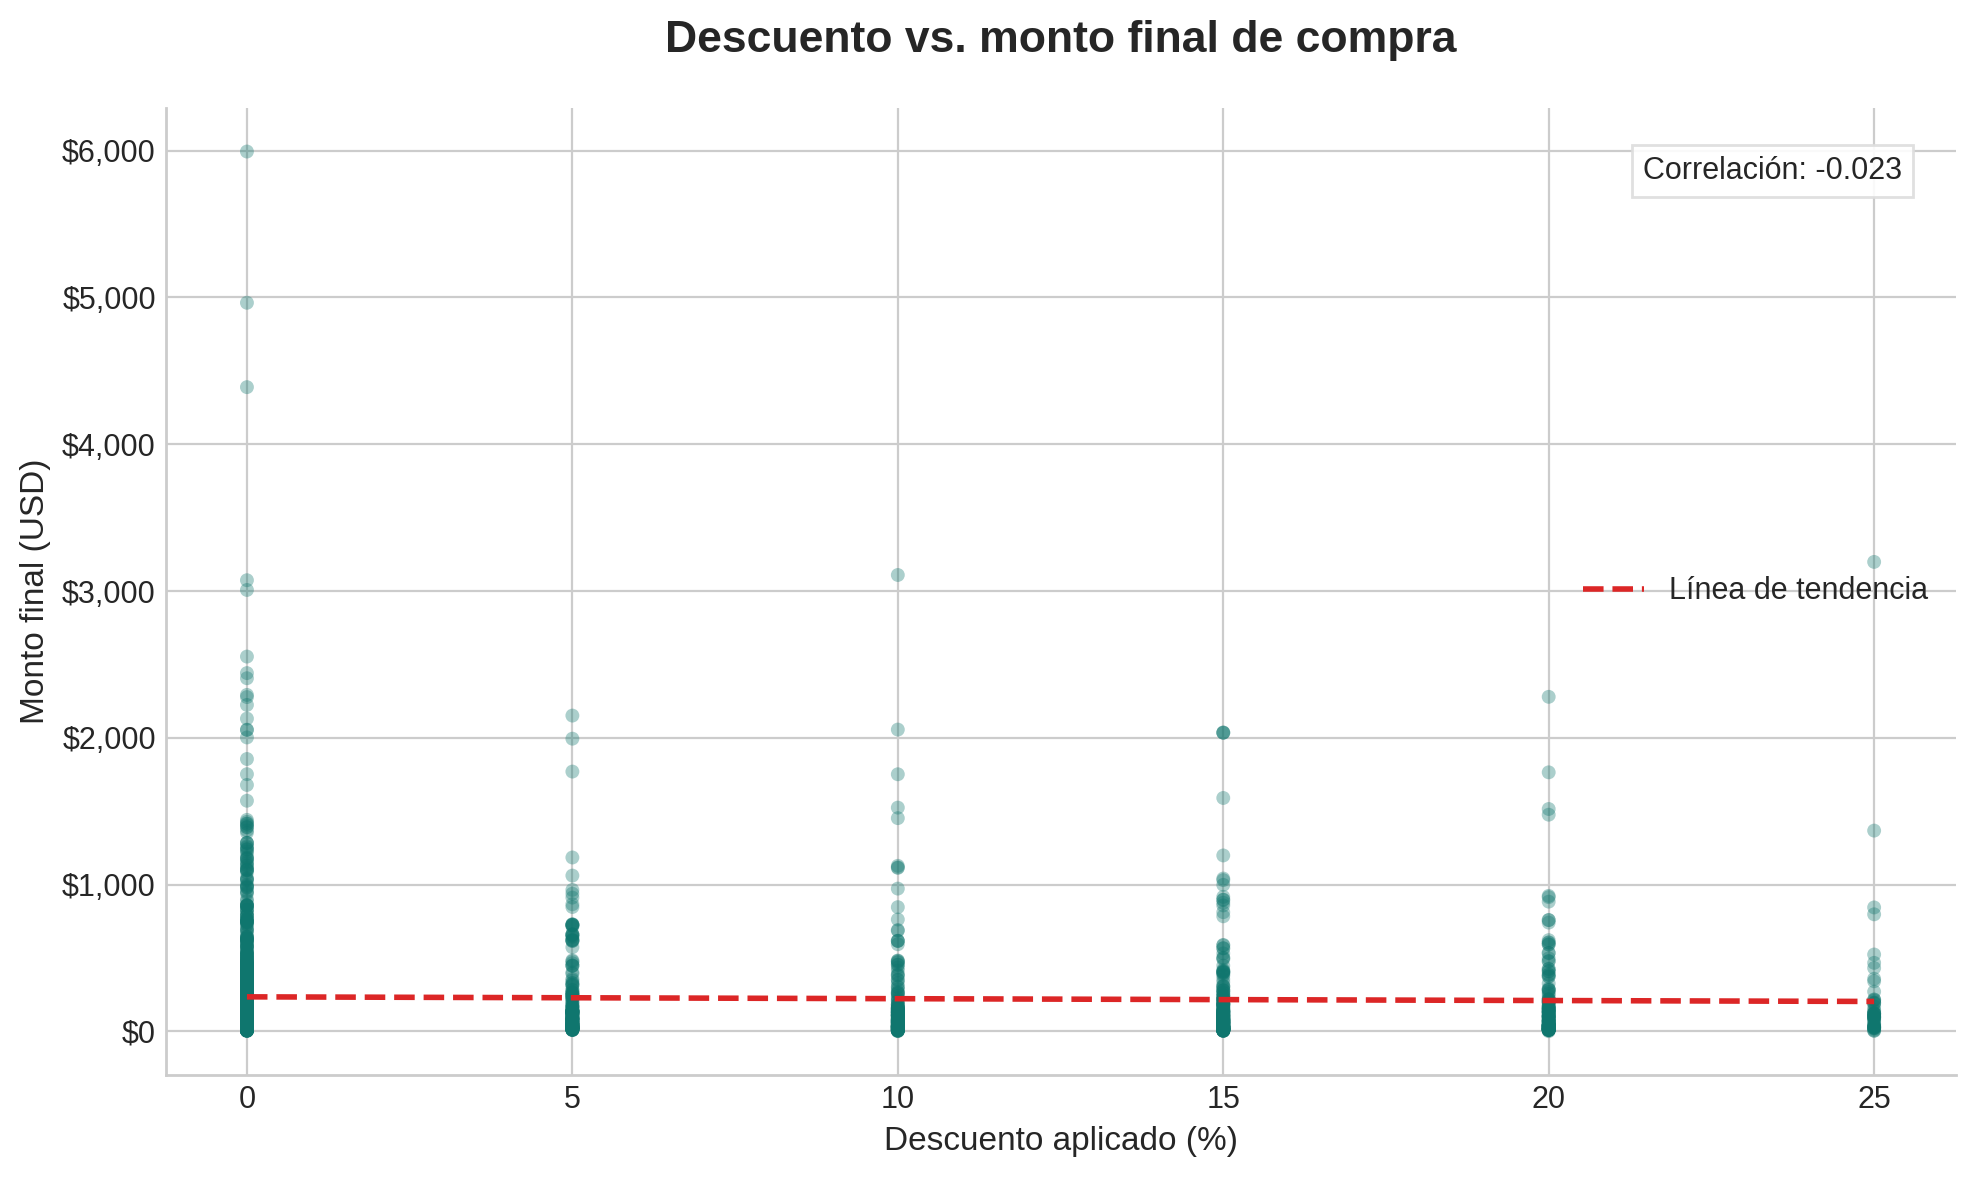 Descuento vs. monto final de compra
$6,000
Correlación: -0.023
$5,000
$4,000
$3,000
Línea de tendencia
$2,000
$1,000
$0
Monto final (USD)
0 5 10 15 20 25
Descuento aplicado (%)